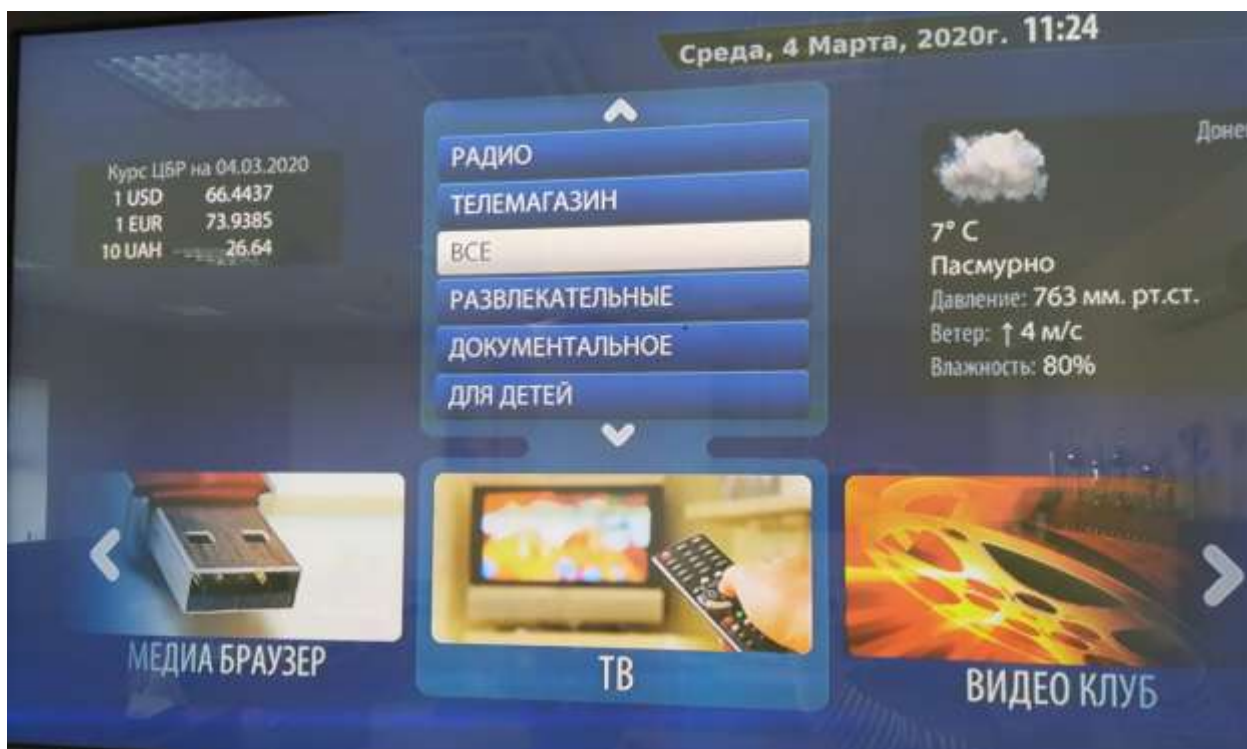 Среда, 4 Марта, 2020г. 11:24
Курс ЦБР на 04.03.2020
1 USD 66.4437
1 EUR 73.9385
10 UAH 26.64
РАДИО
ТЕЛЕМАГАЗИН
ВСЕ
РАЗВЛЕКАТЕЛЬНЫЕ
ДОКУМЕНТАЛЬНОЕ
ДЛЯ ДЕТЕЙ
Доне
7° C
Пасмурно
Давление: 763 мм. рт.ст.
Ветер: ↑ 4 м/с
Влажность: 80%
МЕДИА БРАУЗЕР
ТВ
ВИДЕО КЛУБ